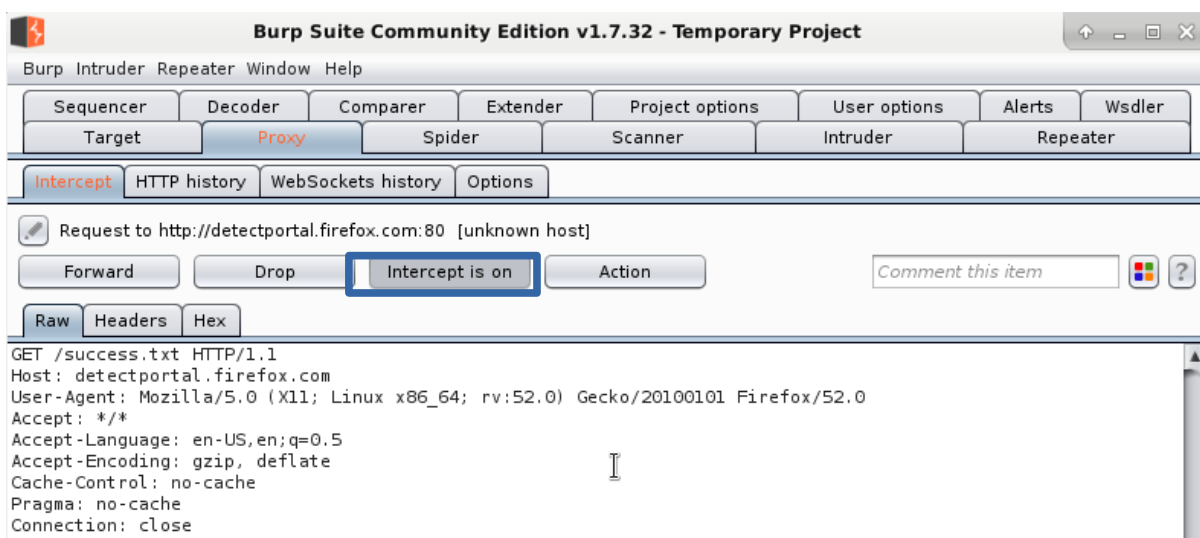 Burp Suite Community Edition v1.7.32 - Temporary Project
Burp Intruder Repeater Window Help
Sequencer Decoder Comparer Extender Project options User options Alerts Wsdler
Target Proxy Spider Scanner Intruder Repeater
Intercept HTTP history WebSockets history Options
Request to http://detectportal.firefox.com:80 [unknown host]
Forward Drop Intercept is on Action Comment this item ?
Raw Headers Hex
GET /success.txt HTTP/1.1
Host: detectportal.firefox.com
User-Agent: Mozilla/5.0 (X11; Linux x86_64; rv:52.0) Gecko/20100101 Firefox/52.0
Accept: */*
Accept-Language: en-US,en;q=0.5
Accept-Encoding: gzip, deflate
Cache-Control: no-cache
Pragma: no-cache
Connection: close